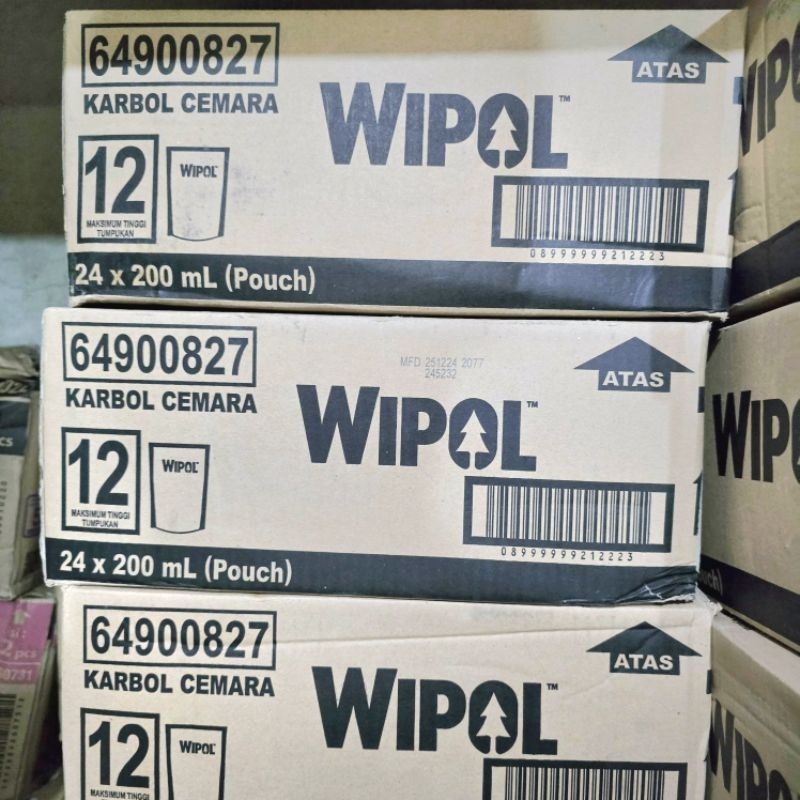 64900827
KARBOL CEMARA
WIPOL™
ATAS
12
MAKSIMUM TINGGI
TUMPUKAN
WIPOL
08999999212223
24 x 200 mL (Pouch)
64900827
KARBOL CEMARA
MFD 251224 2077
245232
WIPOL™
ATAS
12
MAKSIMUM TINGGI
TUMPUKAN
WIPOL
08999999212223
24 x 200 mL (Pouch)
64900827
KARBOL CEMARA
WIPOL™
ATAS
12
MAKSIMUM TINGGI
WIPOL